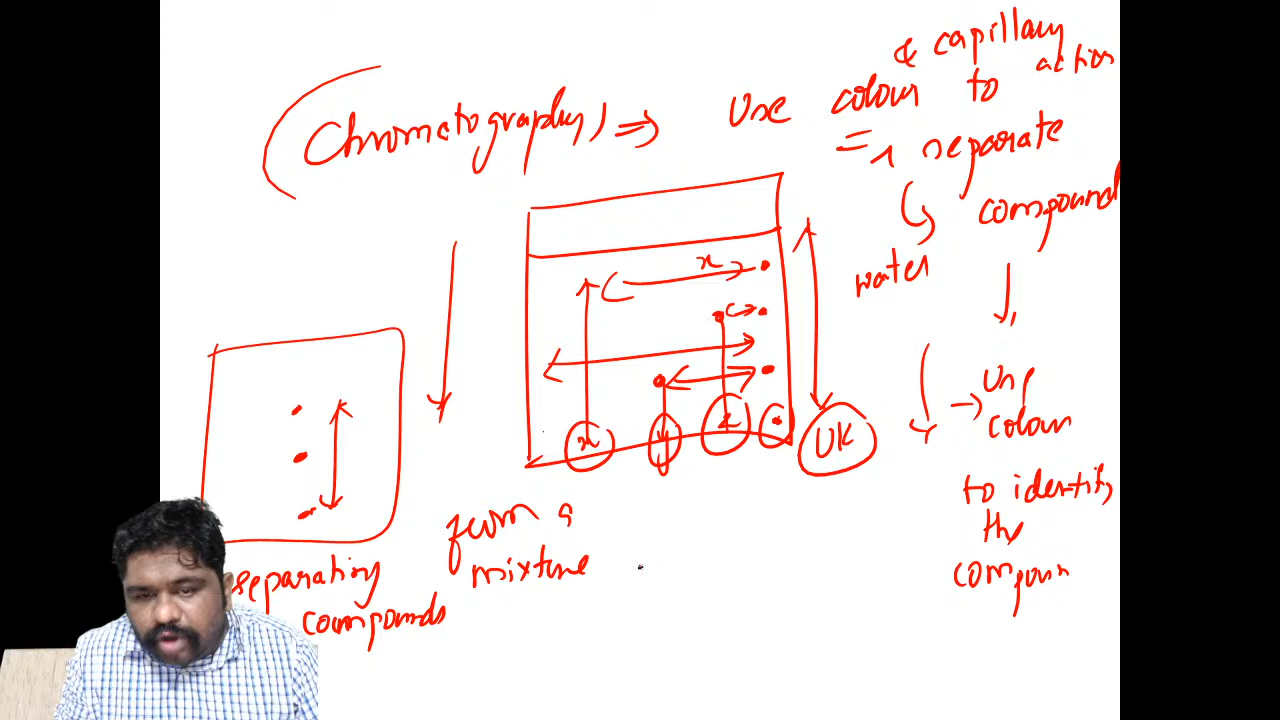 & capillary
action
Chromatography) ⇒ Use colour to
= separate
compound
water
x
x y z
UK
Use
colour
to identify
the
compoun
from a
mixture
separating
compounds